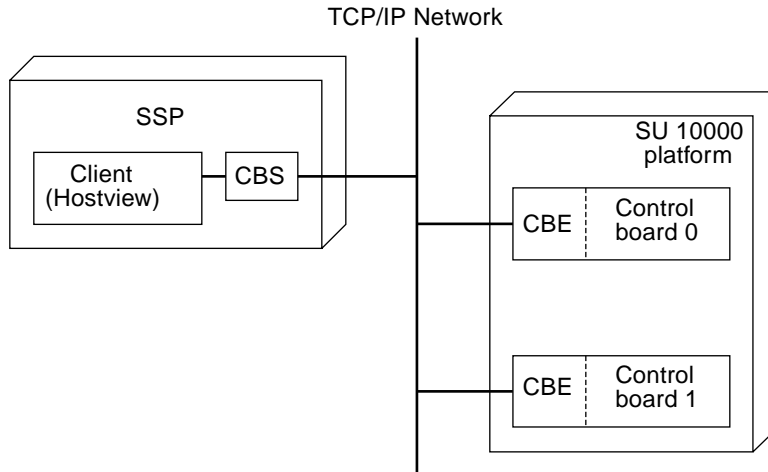 TCP/IP Network
SSP
Client
(Hostview)
CBS
SU 10000
platform
CBE
Control
board 0
CBE
Control
board 1